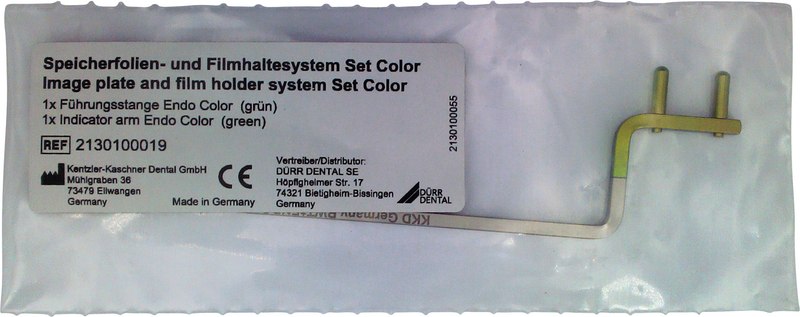 Speicherfolien- und Filmhaltesystem Set Color
Image plate and film holder system Set Color
1x Führungsstange Endo Color (grün)
1x Indicator arm Endo Color (green)
REF 2130100019
2130100055
Kentzler-Kaschner Dental GmbH
Mühlgraben 36
73479 Ellwangen
Germany
Made in Germany
CE
Vertreiber/Distributor:
DÜRR DENTAL SE
Höpfigheimer Str. 17
74321 Bietigheim-Bissingen
Germany
DÜRR
DENTAL
KKD Germany